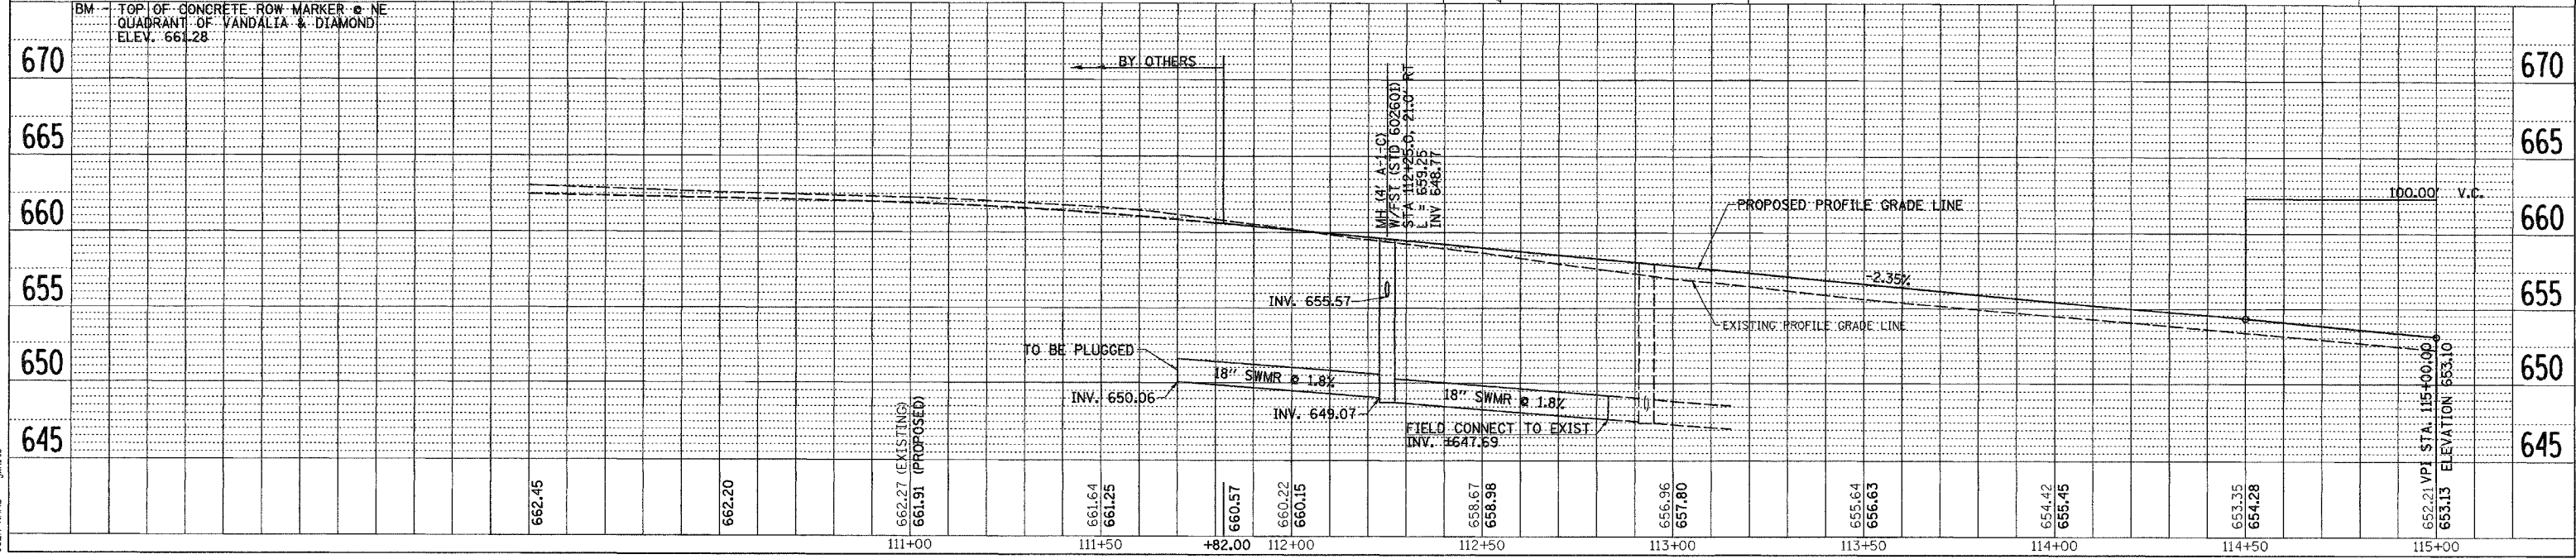 BM - TOP OF CONCRETE ROW MARKER @ NE
QUADRANT OF VANDALIA & DIAMOND
ELEV. 661.28
670
665
660
655
650
645
BY OTHERS
MH (4' A-1-C)
W/FST (STD 602601)
STA 112+25.0, 21.0' RT
L = 659.25
INV 648.77
PROPOSED PROFILE GRADE LINE
100.00' V.C.
-2.35%
EXISTING PROFILE GRADE LINE
INV. 655.57
TO BE PLUGGED
18" SWMR @ 1.8%
INV. 650.06
INV. 649.07
18" SWMR @ 1.8%
FIELD CONNECT TO EXIST
INV. ±647.69
VPI STA. 115+00.00
ELEVATION 653.10
670
665
660
655
650
645
662.45
662.20
662.27 (EXISTING)
661.91 (PROPOSED)
661.64
661.25
660.57
660.22
660.15
658.67
658.98
656.96
657.80
655.64
656.63
654.42
655.45
653.35
654.28
652.21
653.13
111+00
111+50
+82.00
112+00
112+50
113+00
113+50
114+00
114+50
115+00